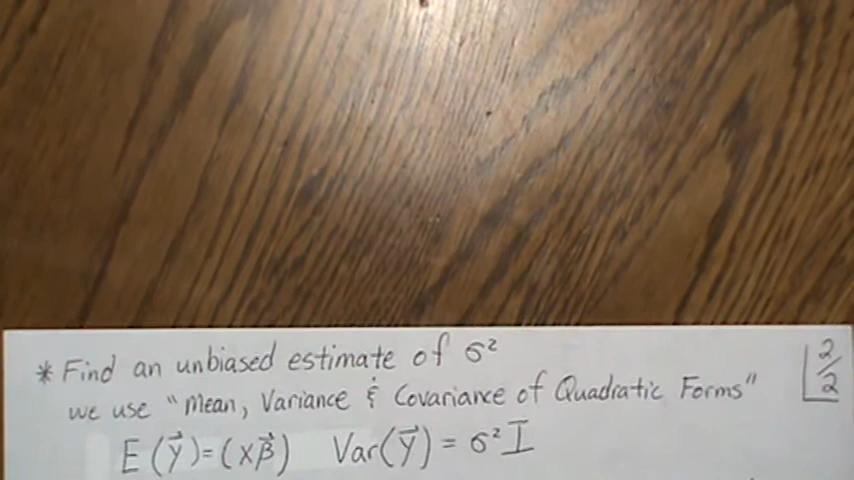 * Find an unbiased estimate of σ²
2/2
we use "Mean, Variance & Covariance of Quadratic Forms"
E(y⃗)=(xβ⃗) Var(y⃗) = σ² I